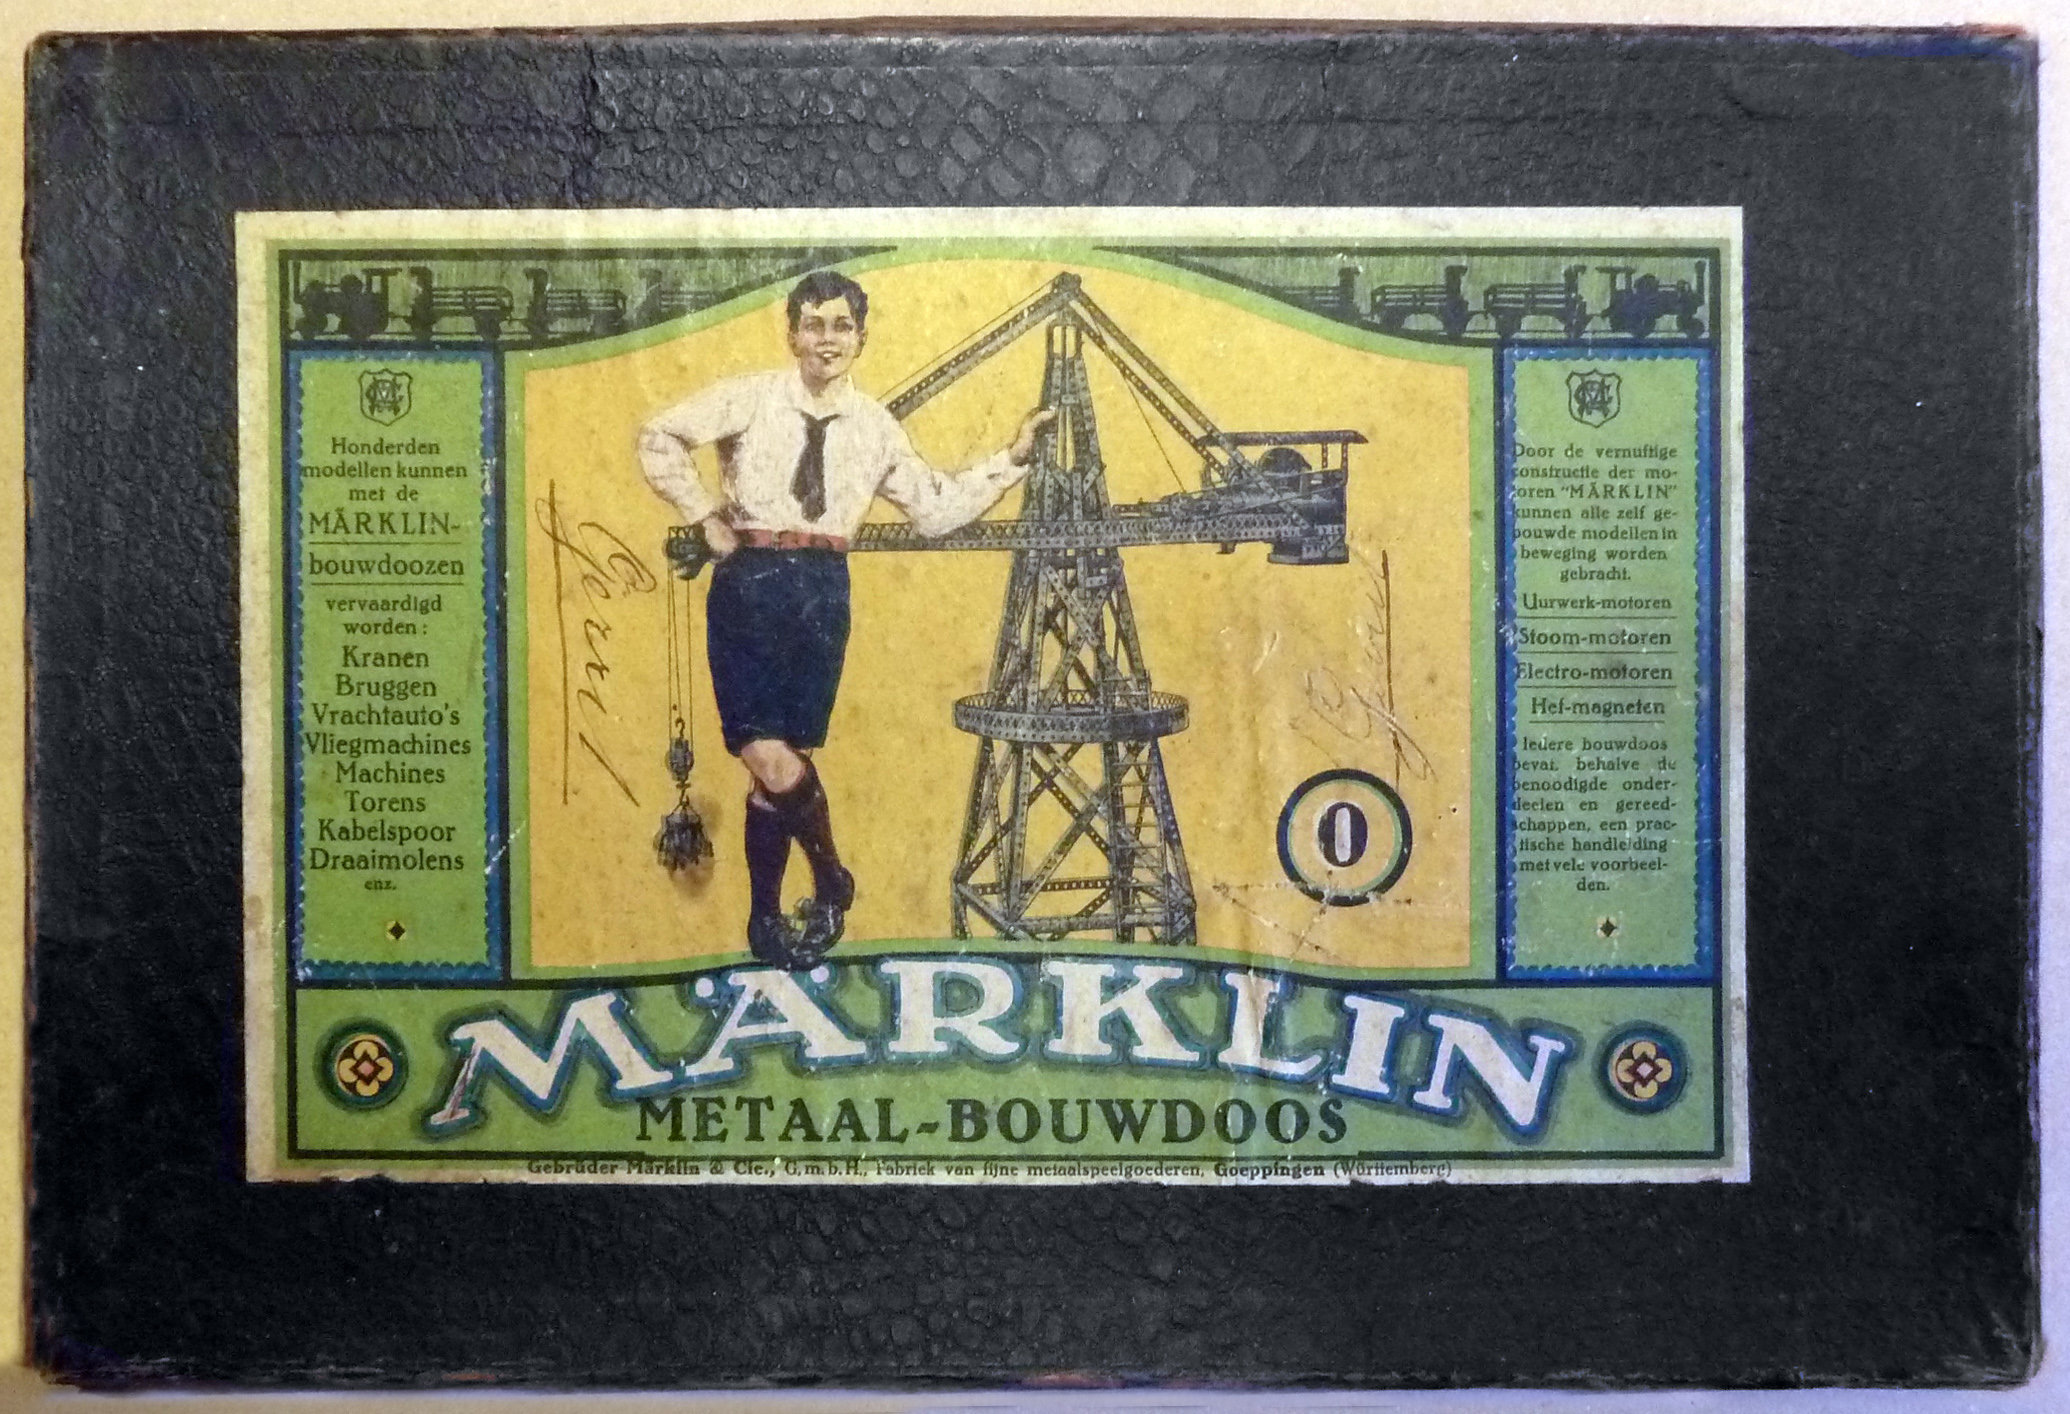 Honderden
modellen kunnen
met de
MÄRKLIN-
bouwdoozen
vervaardigd
worden:
Kranen
Bruggen
Vrachtauto's
Vliegmachines
Machines
Torens
Kabelspoor
Draaimolens
enz.
Gerrit
Gerrit
0
Door de vernuftige
constructie der mo-
toren "MÄRKLIN"
kunnen alle zelf ge-
bouwde modellen in
beweging worden
gebracht.
Uurwerk-motoren
Stoom-motoren
Electro-motoren
Hef-magneten
Iedere bouwdoos
bevat, behalve de
benoodigde onder-
deelen en gereed-
schappen, een prac-
tische handleiding
met vele voorbeel-
den.
MÄRKLIN
METAAL-BOUWDOOS
Gebrüder Märklin & Cie., G.m.b.H., Fabriek van fijne metaalspeelgoederen, Goeppingen (Württemberg)